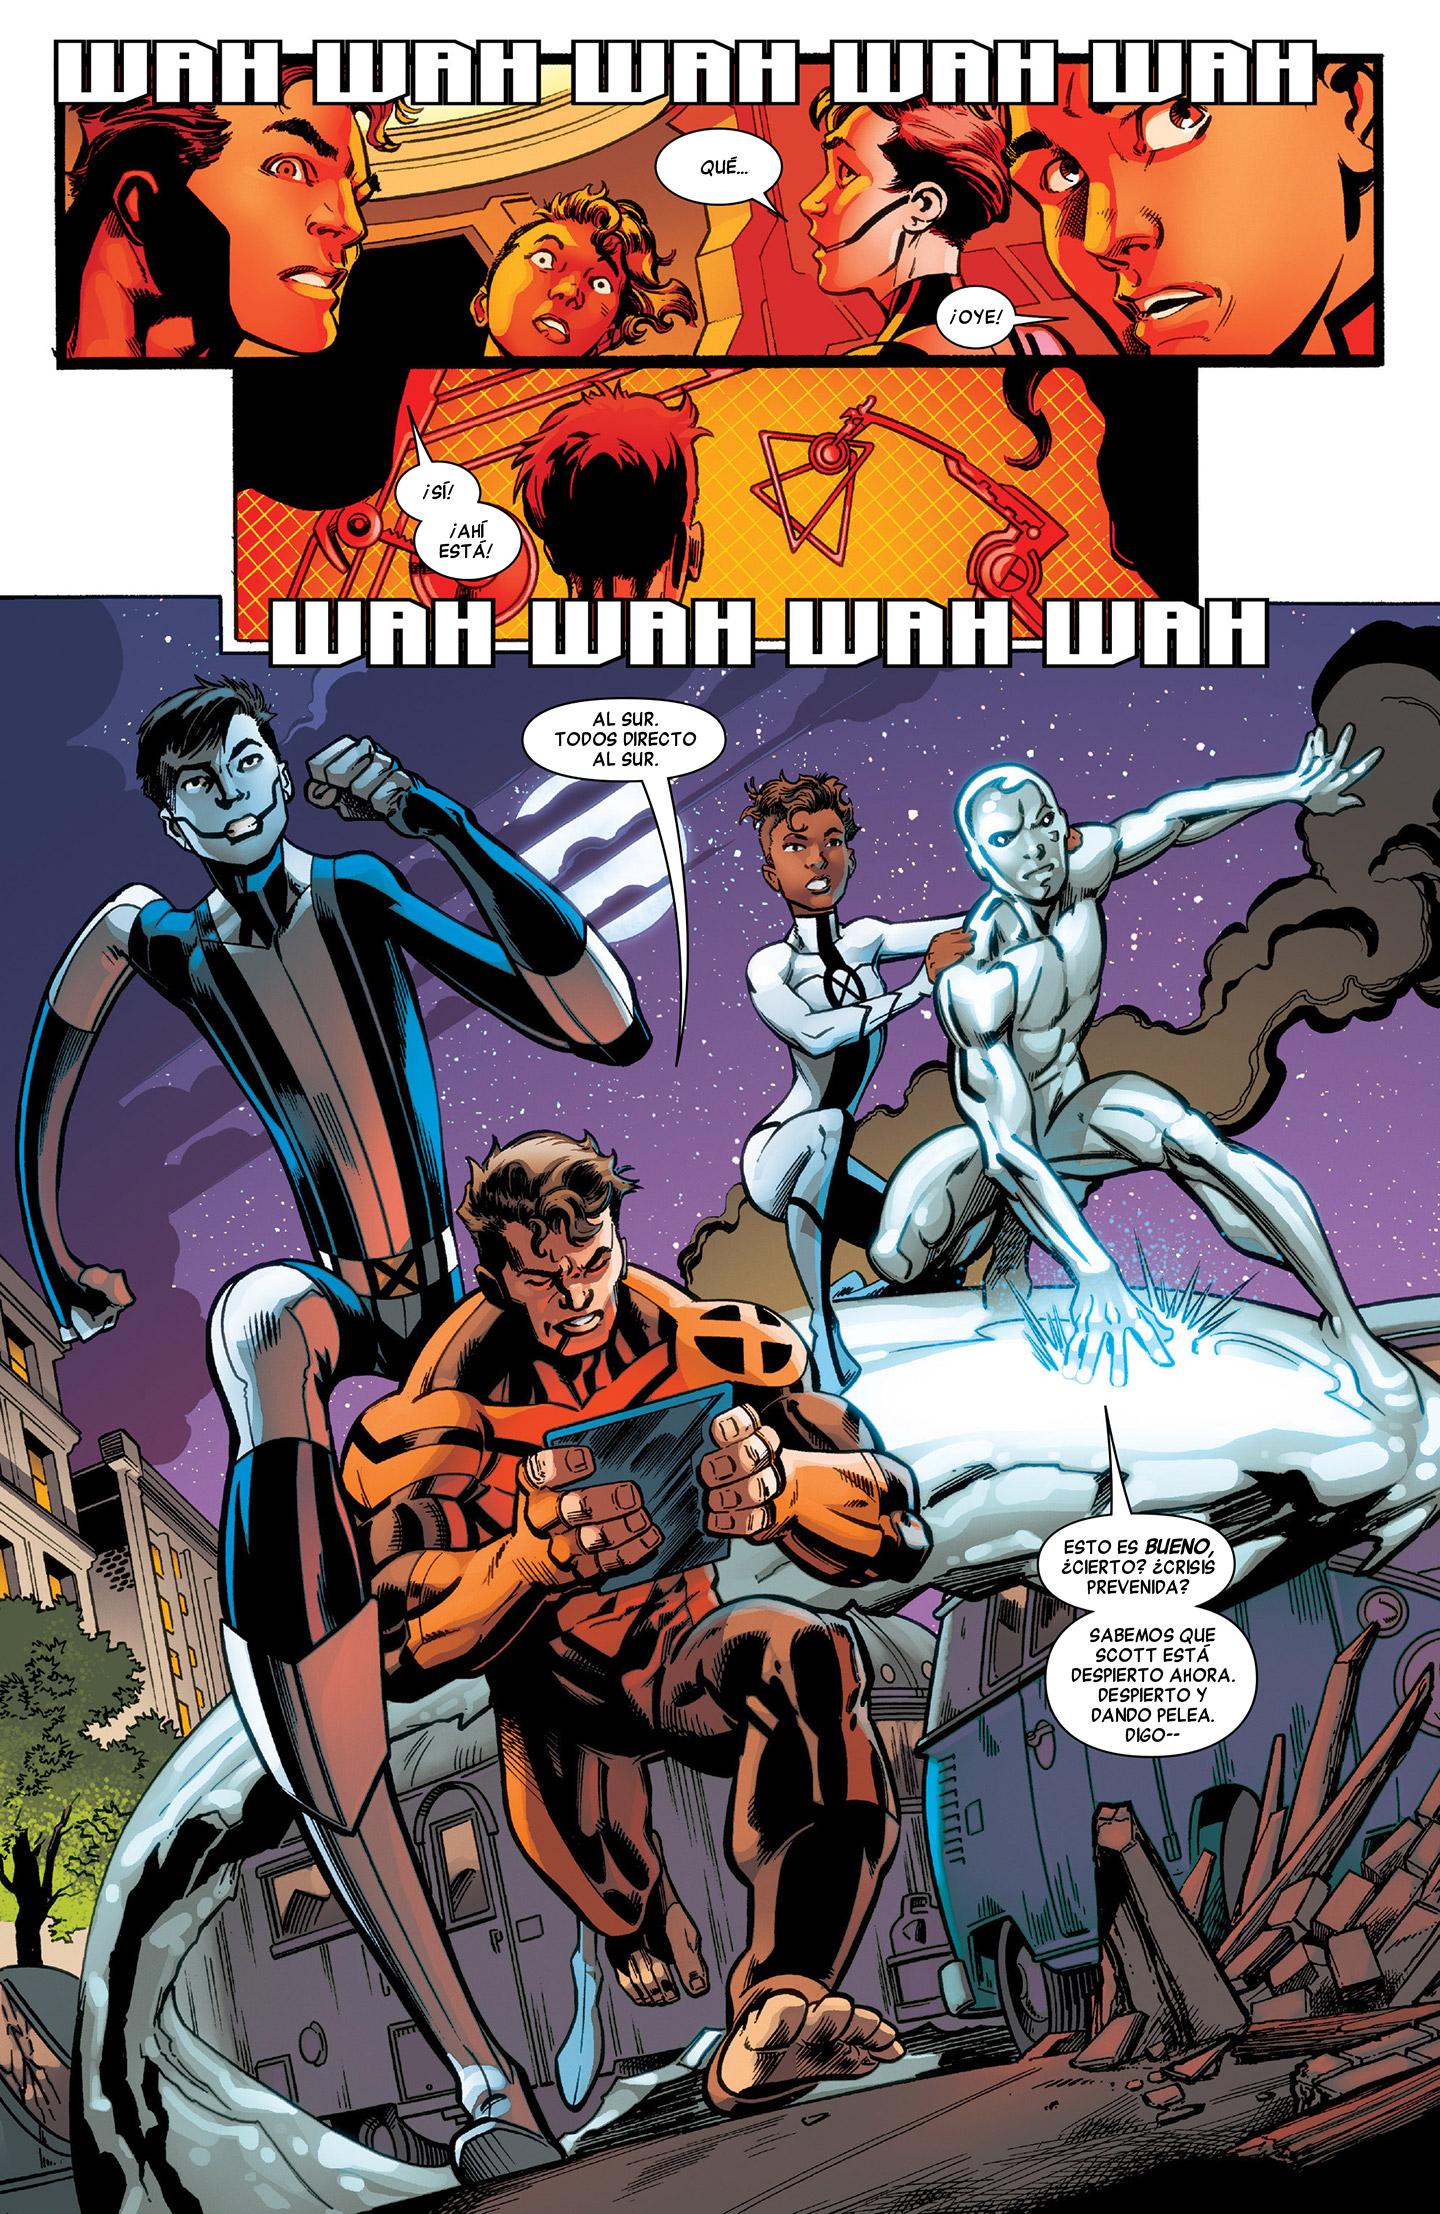 WAH WAH WAH WAH WAH
QUÉ...
¡OYE!
¡SÍ!
¡AHÍ
ESTÁ!
WAH WAH WAH WAH
AL SUR.
TODOS DIRECTO
AL SUR.
ESTO ES BUENO,
¿CIERTO? ¿CRISIS
PREVENIDA?
SABEMOS QUE
SCOTT ESTÁ
DESPIERTO AHORA.
DESPIERTO Y
DANDO PELEA.
DIGO--